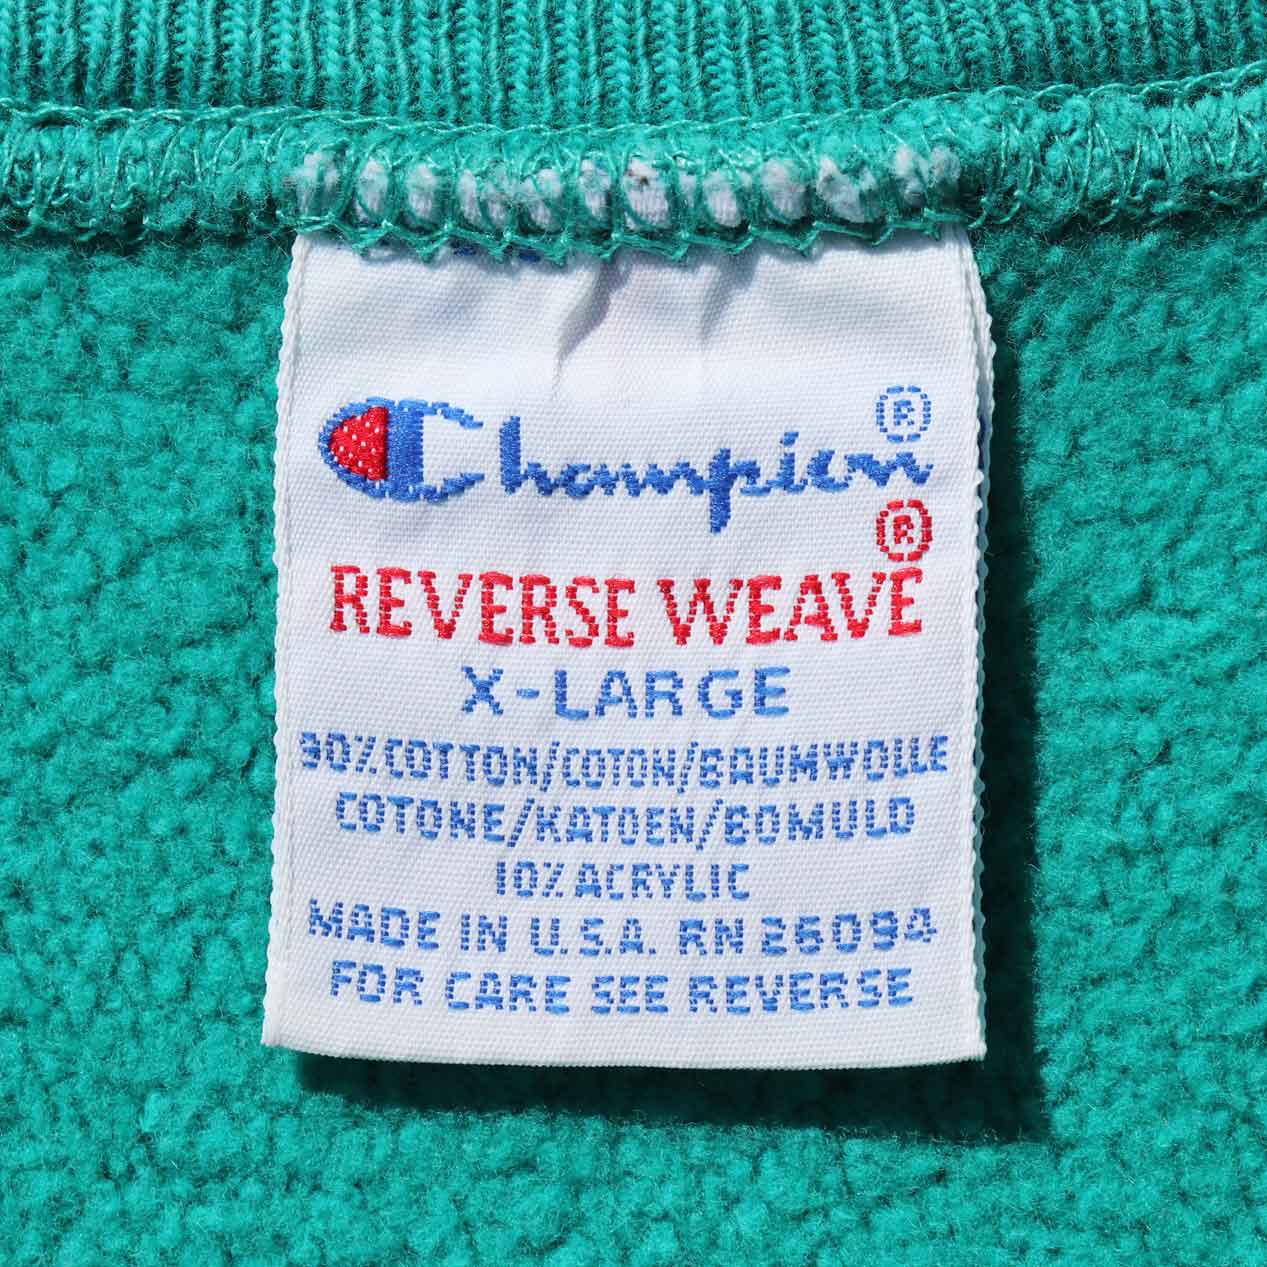 Champion ®
®
REVERSE WEAVE
X-LARGE
90% COTTON/COTON/BAUMWOLLE
COTONE/KATOEN/BOMULD
10% ACRYLIC
MADE IN U.S.A. RN 26094
FOR CARE SEE REVERSE